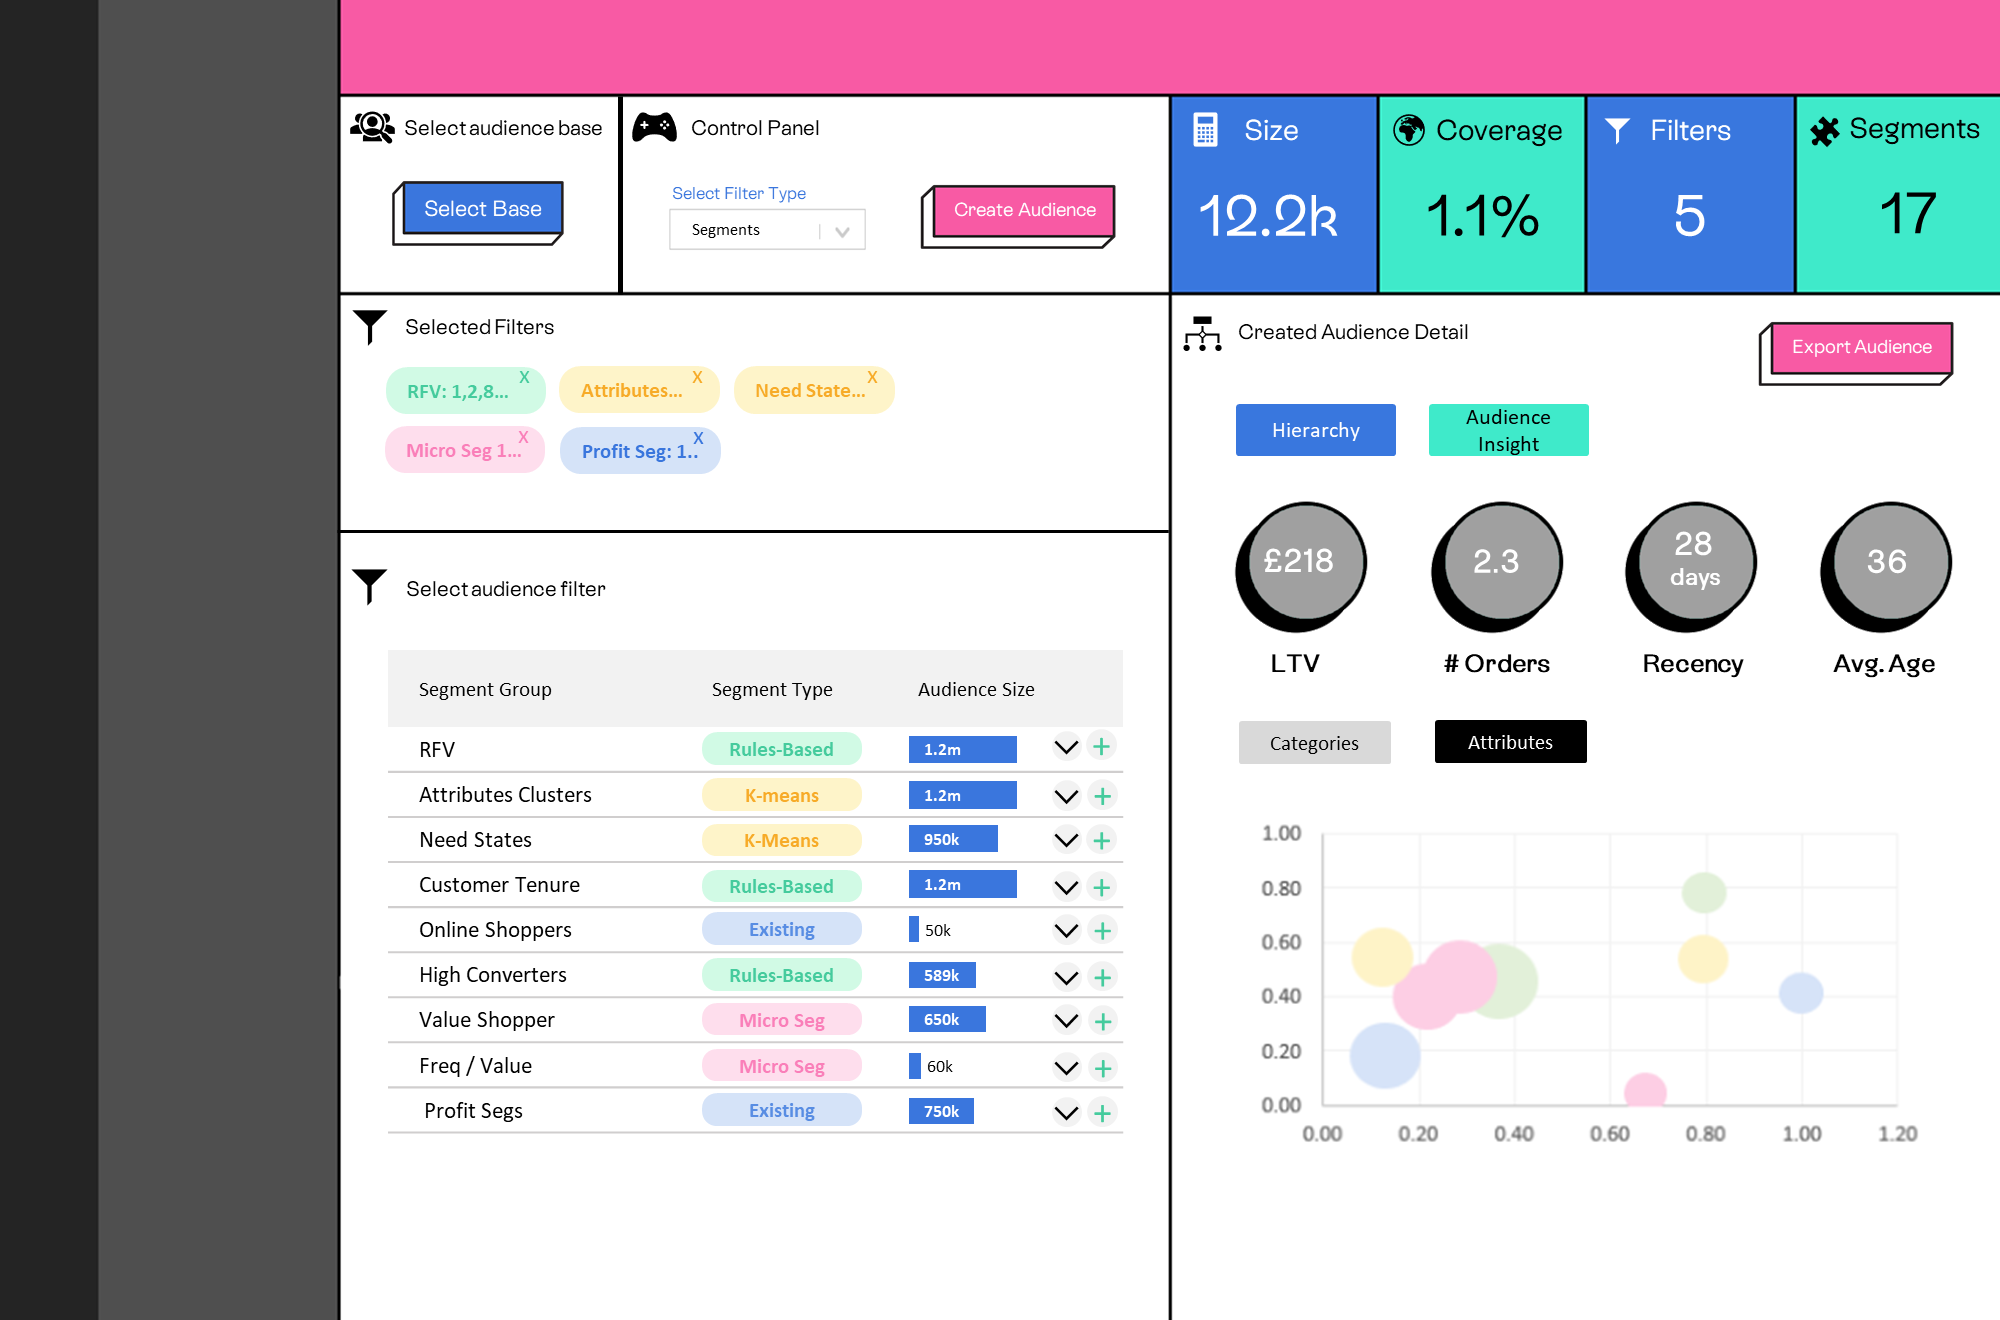 Select audience base
Select Base
Control Panel
Select Filter Type
Segments
Create Audience
Size
12.2k
Coverage
1.1%
Filters
5
Segments
17
Selected Filters
RFV: 1,2,8... X
Attributes... X
Need State... X
Micro Seg 1... X
Profit Seg: 1.. X
Select audience filter
Segment Group Segment Type Audience Size
RFV Rules-Based 1.2m
Attributes Clusters K-means 1.2m
Need States K-Means 950k
Customer Tenure Rules-Based 1.2m
Online Shoppers Existing 50k
High Converters Rules-Based 589k
Value Shopper Micro Seg 650k
Freq / Value Micro Seg 60k
Profit Segs Existing 750k
Created Audience Detail
Export Audience
Hierarchy
Audience
Insight
£218
2.3
28
days
36
LTV
# Orders
Recency
Avg. Age
Categories
Attributes
1.00
0.80
0.60
0.40
0.20
0.00
0.00 0.20 0.40 0.60 0.80 1.00 1.20